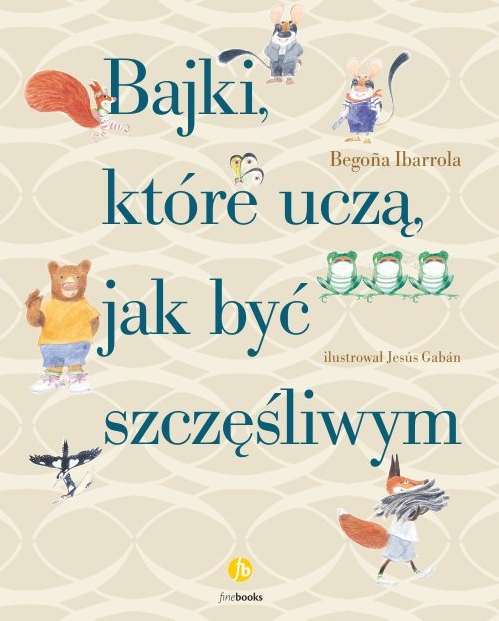 Bajki,
Begoña Ibarrola
które uczą,
jak być
ilustrował Jesús Gabán
szczęśliwym
fb
finebooks